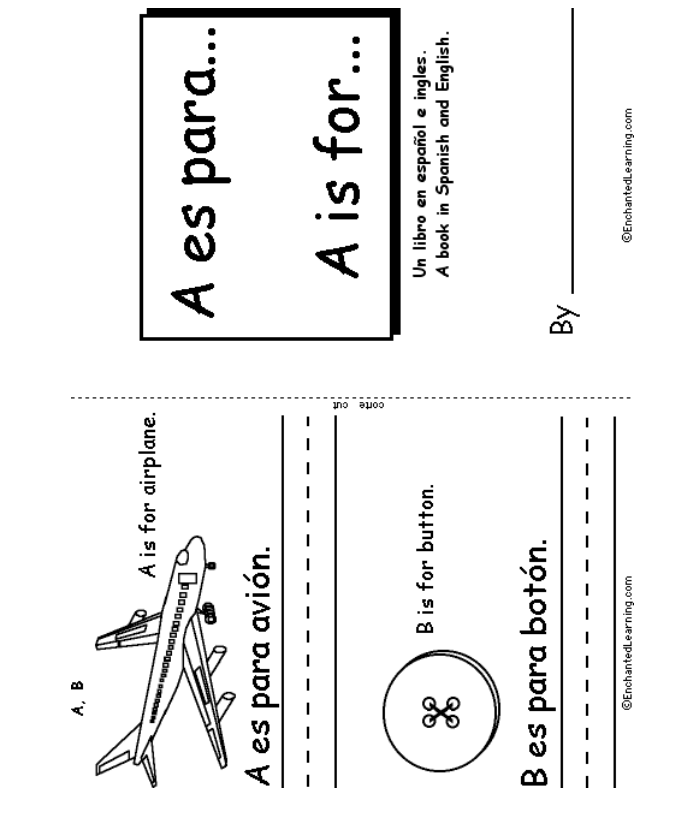 A es para...
A is for...
Un libro en español e ingles.
A book in Spanish and English.
By
©EnchantedLearning.com
corte cut
A, B
A is for airplane.
A es para avión.
B is for button.
B es para botón.
©EnchantedLearning.com